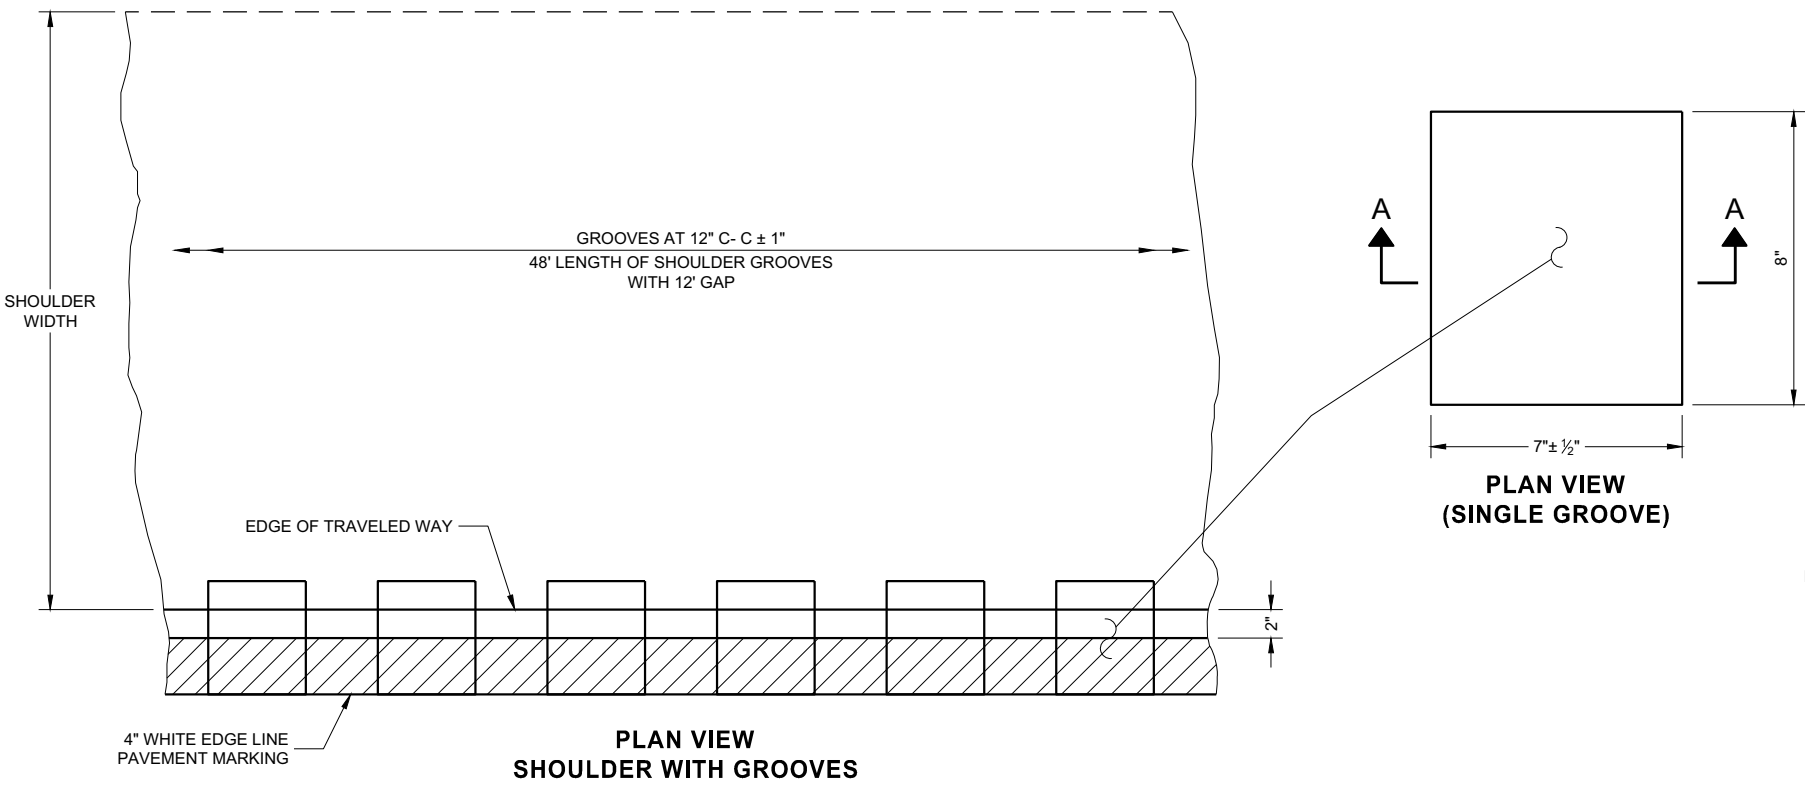 GROOVES AT 12" C- C ± 1"
48' LENGTH OF SHOULDER GROOVES
WITH 12' GAP
SHOULDER
WIDTH
EDGE OF TRAVELED WAY
2"
4" WHITE EDGE LINE
PAVEMENT MARKING
PLAN VIEW
SHOULDER WITH GROOVES
A
A
8"
7"± ½"
PLAN VIEW
(SINGLE GROOVE)